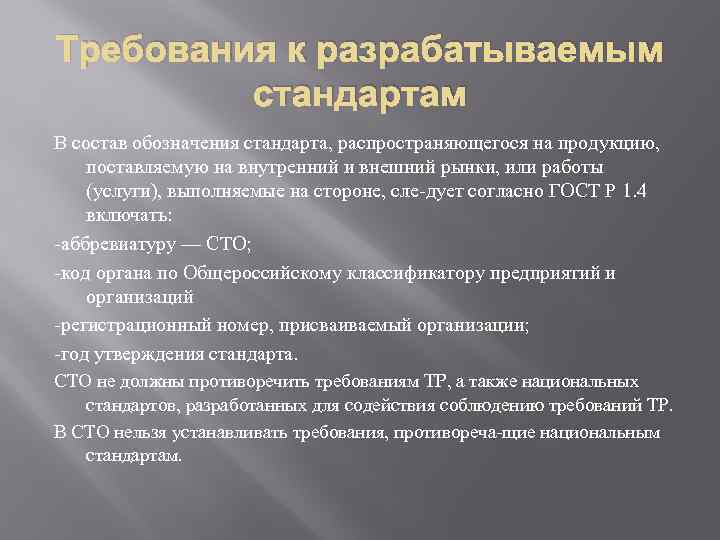 Требования к разрабатываемым
стандартам
В состав обозначения стандарта, распространяющегося на продукцию,
поставляемую на внутренний и внешний рынки, или работы
(услуги), выполняемые на стороне, сле-дует согласно ГОСТ Р 1.4
включать:
-аббревиатуру — СТО;
-код органа по Общероссийскому классификатору предприятий и
организаций
-регистрационный номер, присваиваемый организации;
-год утверждения стандарта.
СТО не должны противоречить требованиям ТР, а также национальных
стандартов, разработанных для содействия соблюдению требований ТР.
В СТО нельзя устанавливать требования, противореча-щие национальным
стандартам.